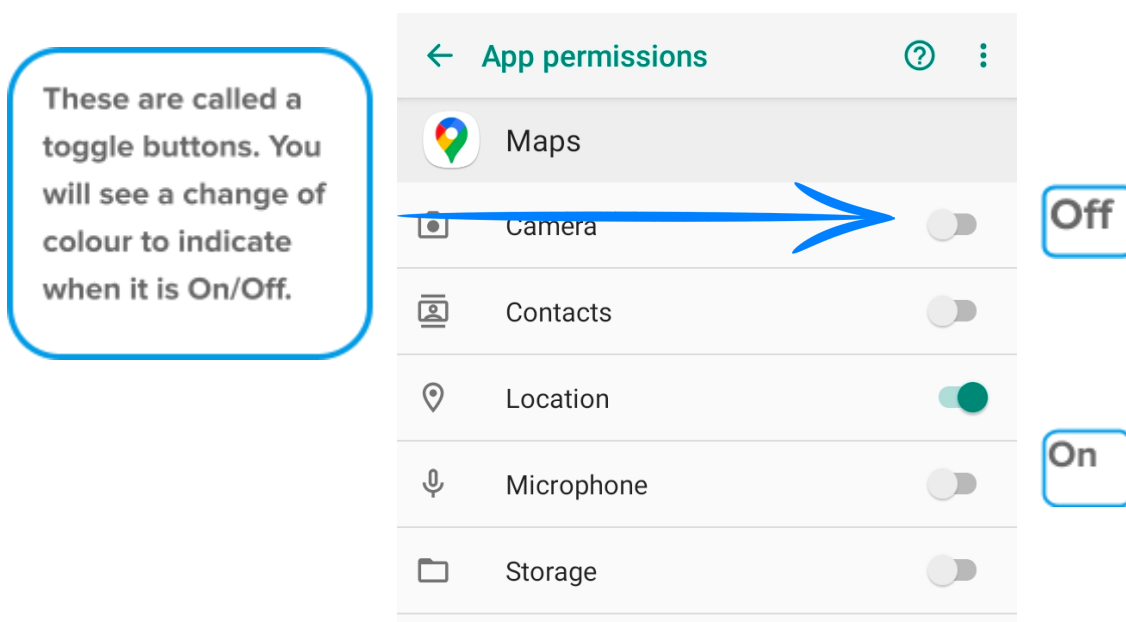 These are called a
toggle buttons. You
will see a change of
colour to indicate
when it is On/Off.
App permissions
Maps
Camera
Off
Contacts
Location
On
Microphone
Storage